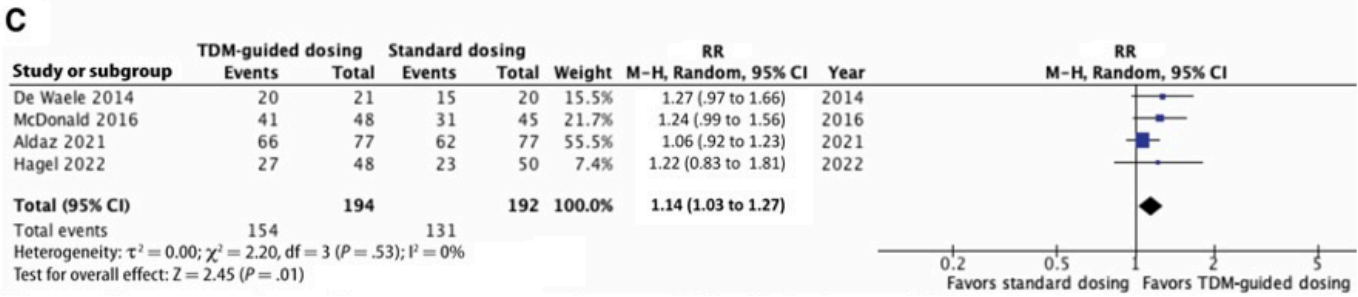 C
TDM-guided dosing Standard dosing RR RR
Study or subgroup Events Total Events Total Weight M-H, Random, 95% CI Year M-H, Random, 95% CI
De Waele 2014 20 21 15 20 15.5% 1.27 (.97 to 1.66) 2014
McDonald 2016 41 48 31 45 21.7% 1.24 (.99 to 1.56) 2016
Aldaz 2021 66 77 62 77 55.5% 1.06 (.92 to 1.23) 2021
Hagel 2022 27 48 23 50 7.4% 1.22 (0.83 to 1.81) 2022
Total (95% CI) 194 192 100.0% 1.14 (1.03 to 1.27)
Total events 154 131
Heterogeneity: τ² = 0.00; χ² = 2.20, df = 3 (P = .53); I² = 0%
Test for overall effect: Z = 2.45 (P = .01)
0.2 0.5 1 2 5
Favors standard dosing Favors TDM-guided dosing